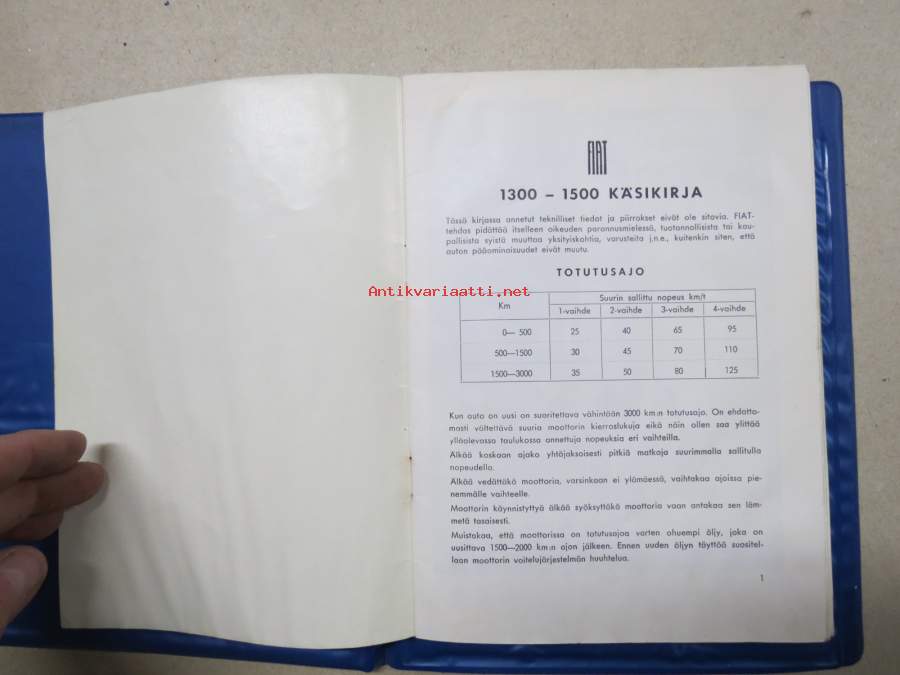 FIAT
1300 – 1500 KÄSIKIRJA
Tässä kirjassa annetut teknilliset tiedot ja piirrokset eivät ole sitovia. FIAT-
tehdas pidättää itselleen oikeuden parannusmielessä, tuotannollisista tai kau-
pallisista syistä muuttaa yksityiskohtia, varusteita j.n.e., kuitenkin siten, että
auton pääominaisuudet eivät muutu.
TOTUTUSAJO
Antikvariaatti.net
Km Suurin sallittu nopeus km/t
1-vaihde 2-vaihde 3-vaihde 4-vaihde
0— 500 25 40 65 95
500—1500 30 45 70 110
1500—3000 35 50 80 125
Kun auto on uusi on suoritettava vähintään 3000 km:n totutusajo. On ehdotto-
masti vältettävä suuria moottorin kierroslukuja eikä näin ollen saa ylittää
ylläolevassa taulukossa annettuja nopeuksia eri vaihteilla.
Älkää koskaan ajako yhtäjaksoisesti pitkiä matkoja suurimmalla sallitulla
nopeudella.
Älkää vedättäkö moottoria, varsinkaan ei ylämäessä, vaihtakaa ajoissa pie-
nemmälle vaihteelle.
Moottorin käynnistyttyä älkää syöksyttäkö moottoria vaan antakaa sen läm-
metä tasaisesti.
Muistakaa, että moottorissa on totutusajoa varten ohuempi öljy, joka on
uusittava 1500—2000 km:n ajon jälkeen. Ennen uuden öljyn täyttöä suositel-
laan moottorin voitelujärjestelmän huuhtelua.
1